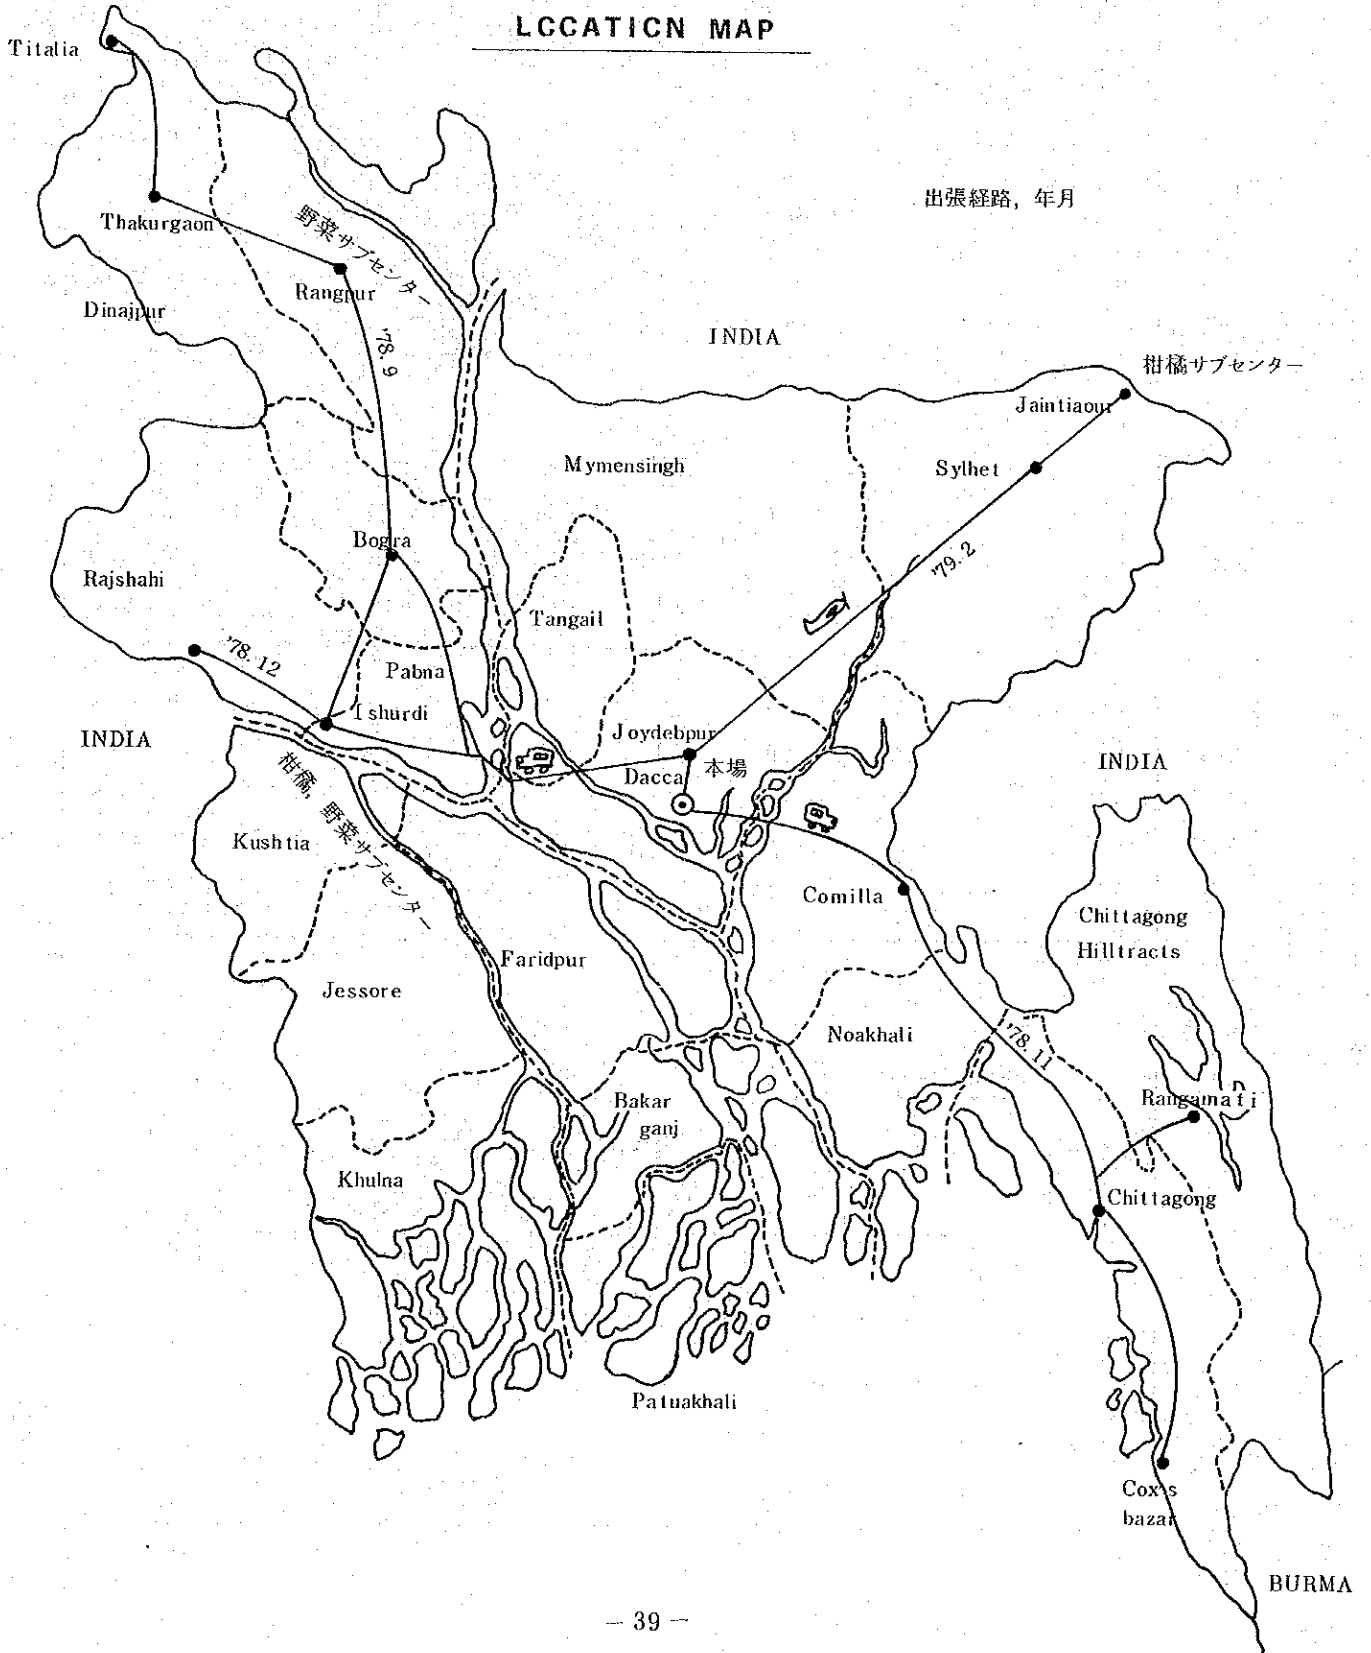 LCCATICN MAP
Titalia
出張経路, 年月
Thakurgaon
野菜サブセンター
Rangpur
Dinajpur
INDIA
'78.9
柑橘サブセンター
Jaintiaour
Mymensingh
Sylhet
Bogra
'79.2
Rajshahi
Tangail
'78.12
Pabna
Ishurdi
INDIA
Joydebpur
本場
Dacca
INDIA
柑橘, 野菜サブセンター
Kushtia
Comilla
Chittagong
Hilltracts
Faridpur
Jessore
Noakhali
'78.11
Rangamati
Bakar
ganj
Khulna
Chittagong
Patuakhali
Cox's
bazar
BURMA
— 39 —